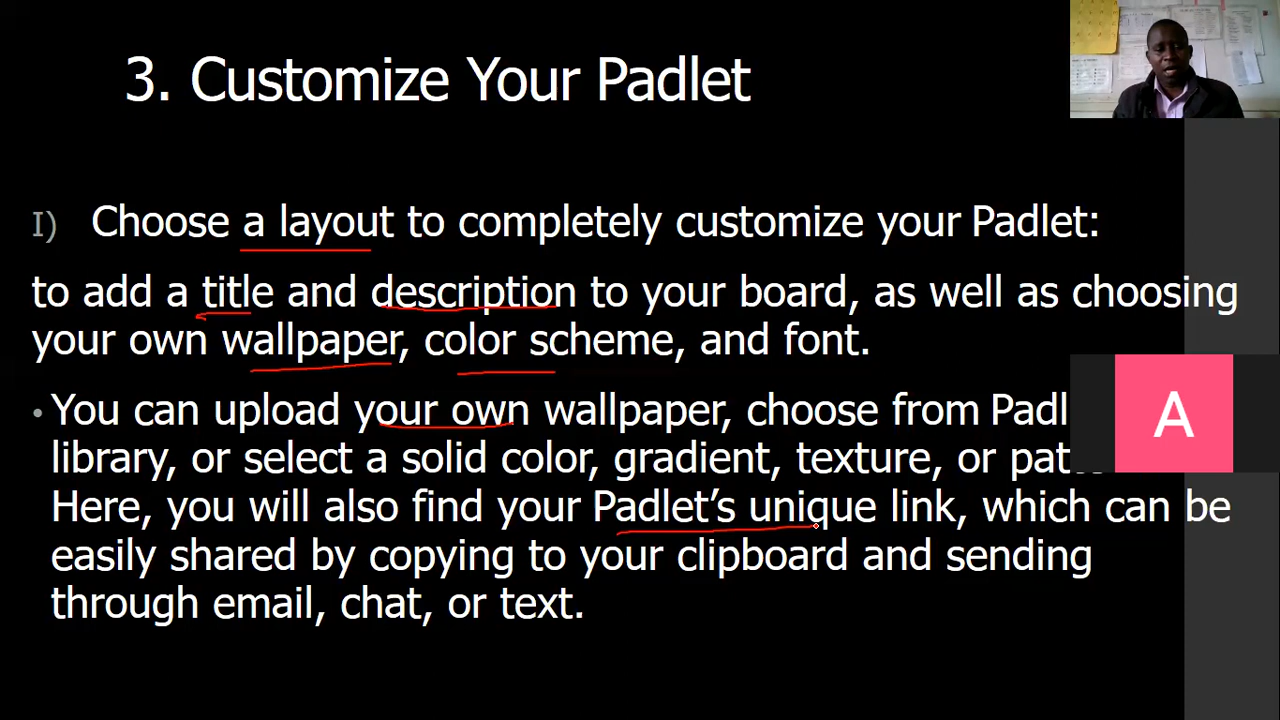 3. Customize Your Padlet
I) Choose a layout to completely customize your Padlet:
to add a title and description to your board, as well as choosing
your own wallpaper, color scheme, and font.
• You can upload your own wallpaper, choose from Padl
library, or select a solid color, gradient, texture, or
Here, you will also find your Padlet’s unique link, which can be
easily shared by copying to your clipboard and sending
through email, chat, or text.
A